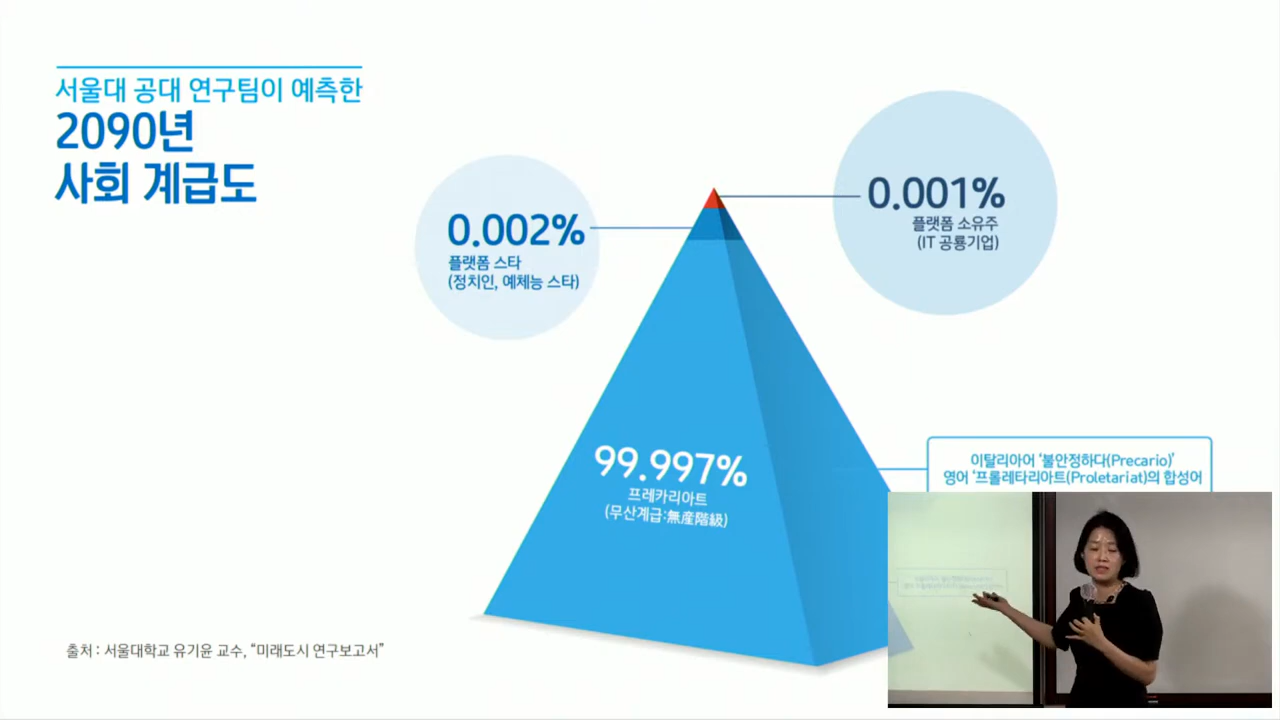 서울대 공대 연구팀이 예측한
2090년
사회 계급도
0.002%
플랫폼 스타
(정치인, 예체능 스타)
0.001%
플랫폼 소유주
(IT 공룡기업)
99.997%
프레카리아트
(무산계급:無産階級)
이탈리아어 ‘불안정하다(Precario)’
영어 ‘프롤레타리아트(Proletariat)의 합성어
출처 : 서울대학교 유기윤 교수, “미래도시 연구보고서”